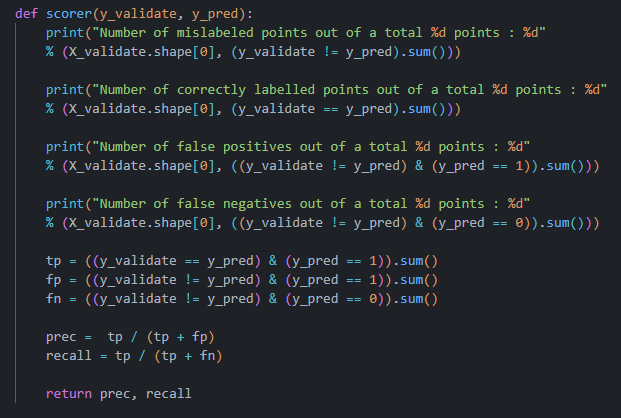 def scorer(y_validate, y_pred):
    print("Number of mislabeled points out of a total %d points : %d"
    % (X_validate.shape[0], (y_validate != y_pred).sum()))

    print("Number of correctly labelled points out of a total %d points : %d"
    % (X_validate.shape[0], (y_validate == y_pred).sum()))

    print("Number of false positives out of a total %d points : %d"
    % (X_validate.shape[0], ((y_validate != y_pred) & (y_pred == 1)).sum()))

    print("Number of false negatives out of a total %d points : %d"
    % (X_validate.shape[0], ((y_validate != y_pred) & (y_pred == 0)).sum()))

    tp = ((y_validate == y_pred) & (y_pred == 1)).sum()
    fp = ((y_validate != y_pred) & (y_pred == 1)).sum()
    fn = ((y_validate != y_pred) & (y_pred == 0)).sum()

    prec =  tp / (tp + fp)
    recall = tp / (tp + fn)

    return prec, recall